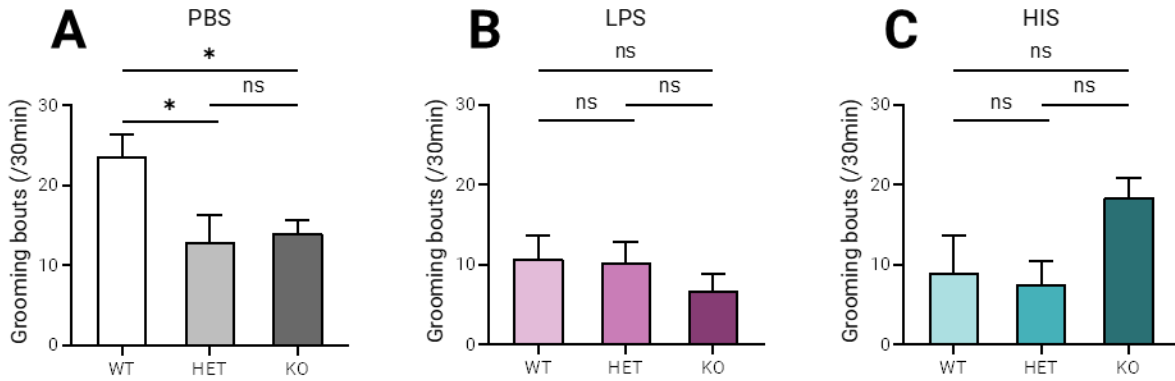 A
PBS
*
ns
*
Grooming bouts (/30min)
30
20
10
0
WT HET KO
B
LPS
ns
ns
ns
Grooming bouts (/30min)
30
20
10
0
WT HET KO
C
HIS
ns
ns
ns
Grooming bouts (/30min)
30
20
10
0
WT HET KO